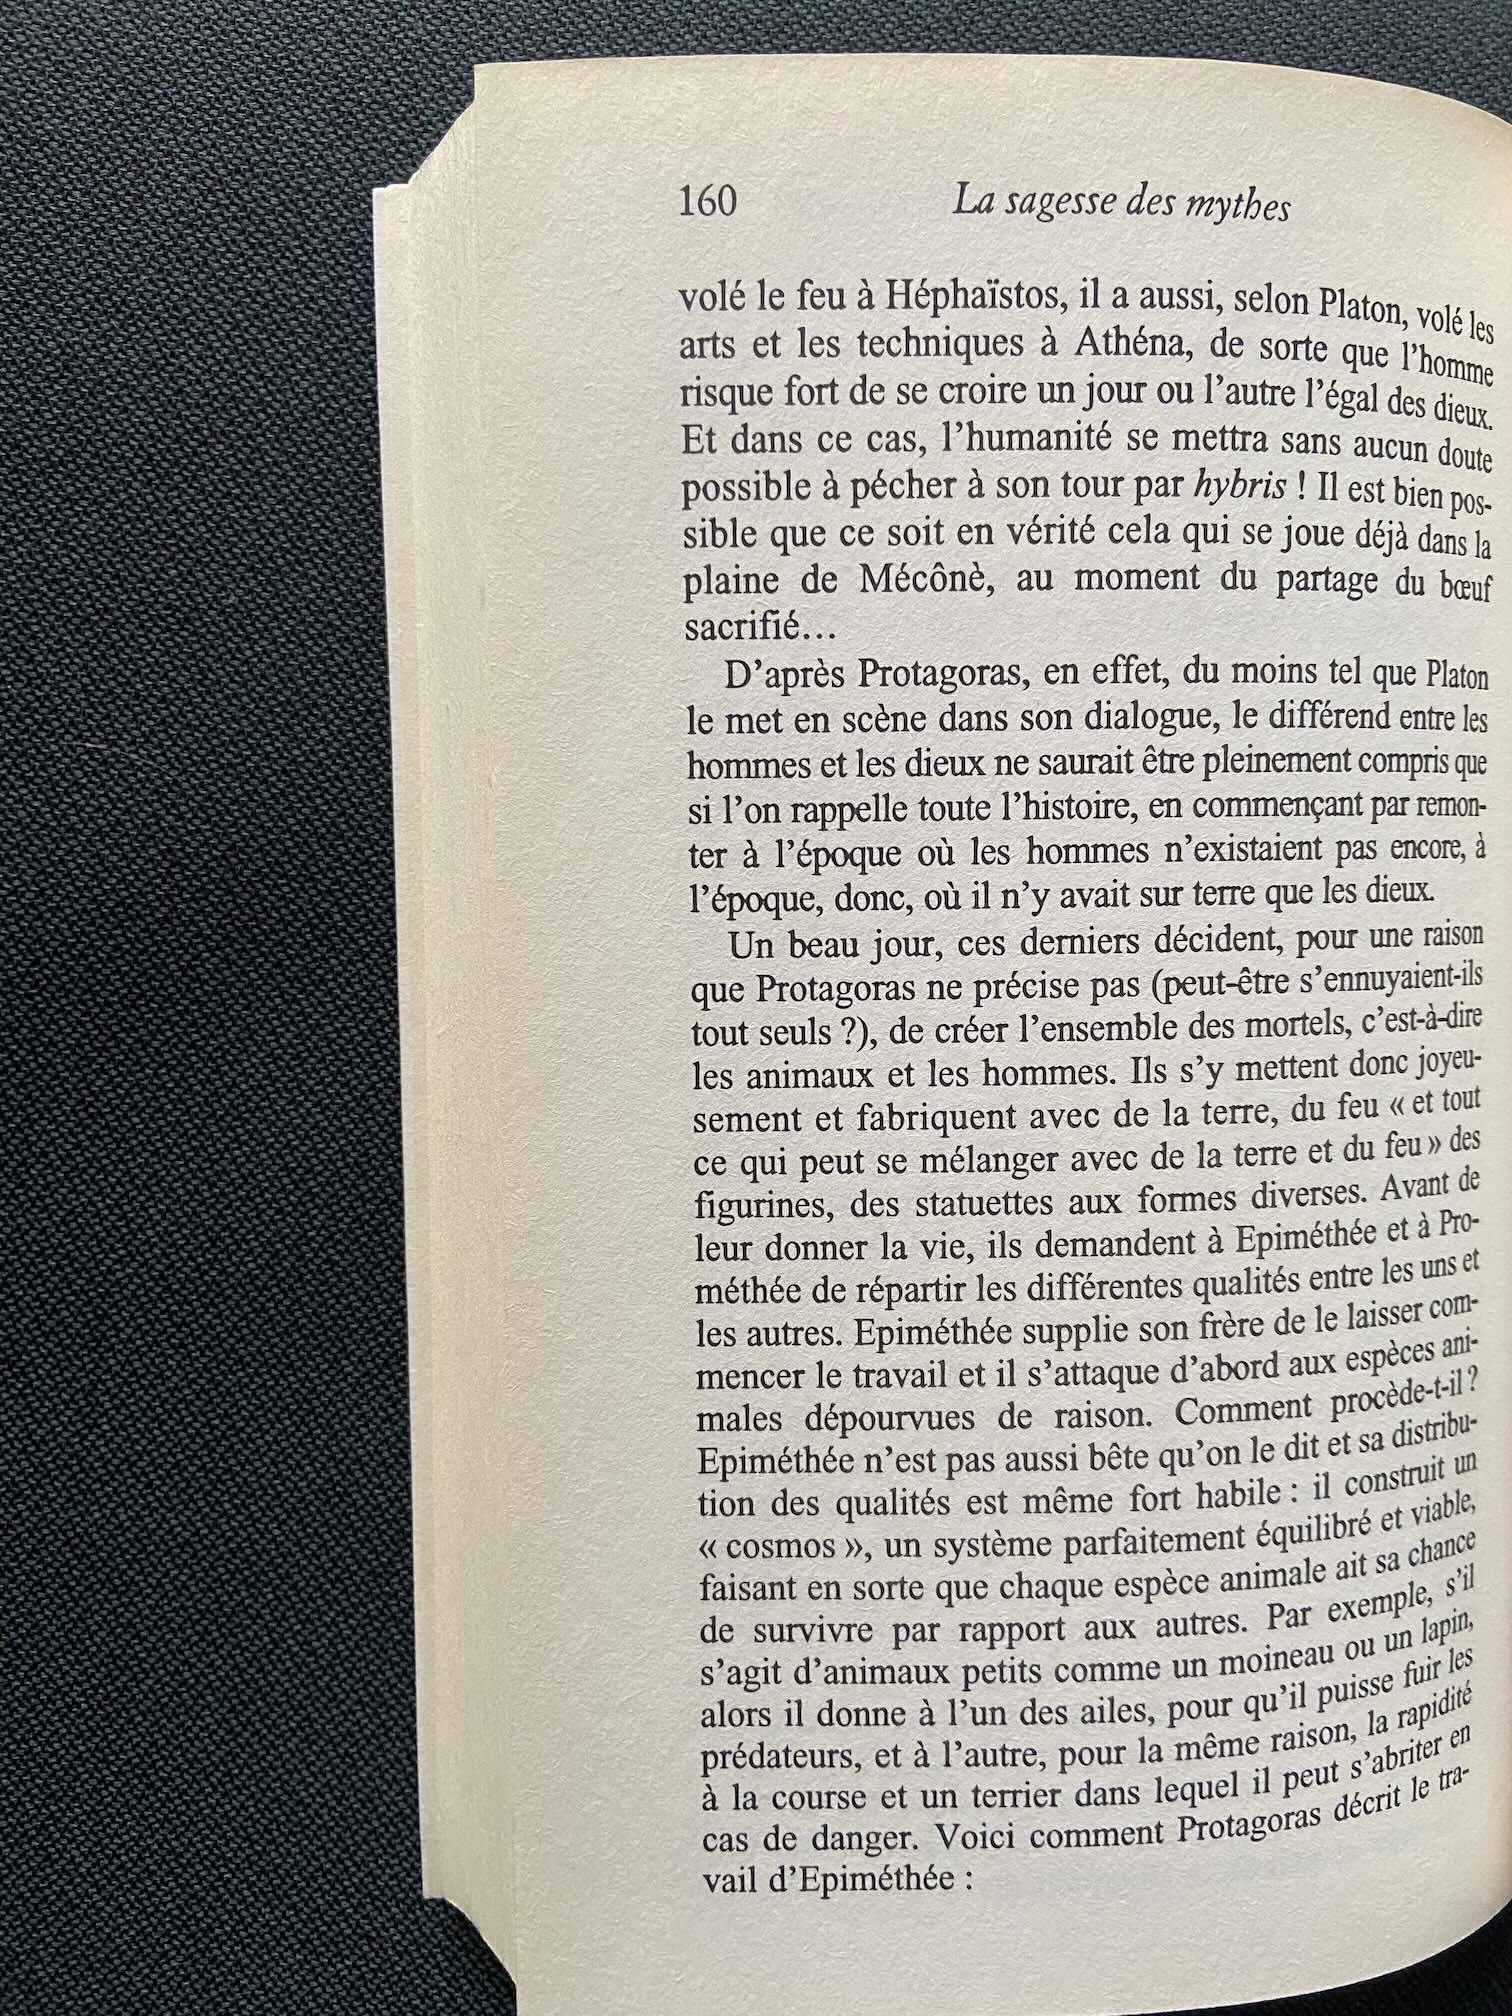 160 La sagesse des mythes
volé le feu à Héphaïstos, il a aussi, selon Platon, volé les
arts et les techniques à Athéna, de sorte que l’homme
risque fort de se croire un jour ou l’autre l’égal des dieux.
Et dans ce cas, l’humanité se mettra sans aucun doute
possible à pécher à son tour par hybris ! Il est bien pos-
sible que ce soit en vérité cela qui se joue déjà dans la
plaine de Mécônè, au moment du partage du bœuf
sacrifié…
D’après Protagoras, en effet, du moins tel que Platon
le met en scène dans son dialogue, le différend entre les
hommes et les dieux ne saurait être pleinement compris que
si l’on rappelle toute l’histoire, en commençant par remon-
ter à l’époque où les hommes n’existaient pas encore, à
l’époque, donc, où il n’y avait sur terre que les dieux.
Un beau jour, ces derniers décident, pour une raison
que Protagoras ne précise pas (peut-être s’ennuyaient-ils
tout seuls ?), de créer l’ensemble des mortels, c’est-à-dire
les animaux et les hommes. Ils s’y mettent donc joyeu-
sement et fabriquent avec de la terre, du feu « et tout
ce qui peut se mélanger avec de la terre et du feu » des
figurines, des statuettes aux formes diverses. Avant de
leur donner la vie, ils demandent à Epiméthée et à Pro-
méthée de répartir les différentes qualités entre les uns et
les autres. Epiméthée supplie son frère de le laisser com-
mencer le travail et il s’attaque d’abord aux espèces ani-
males dépourvues de raison. Comment procède-t-il ?
Epiméthée n’est pas aussi bête qu’on le dit et sa distribu-
tion des qualités est même fort habile : il construit un
« cosmos », un système parfaitement équilibré et viable,
faisant en sorte que chaque espèce animale ait sa chance
de survivre par rapport aux autres. Par exemple, s’il
s’agit d’animaux petits comme un moineau ou un lapin,
alors il donne à l’un des ailes, pour qu’il puisse fuir les
prédateurs, et à l’autre, pour la même raison, la rapidité
à la course et un terrier dans lequel il peut s’abriter en
cas de danger. Voici comment Protagoras décrit le tra-
vail d’Epiméthée :